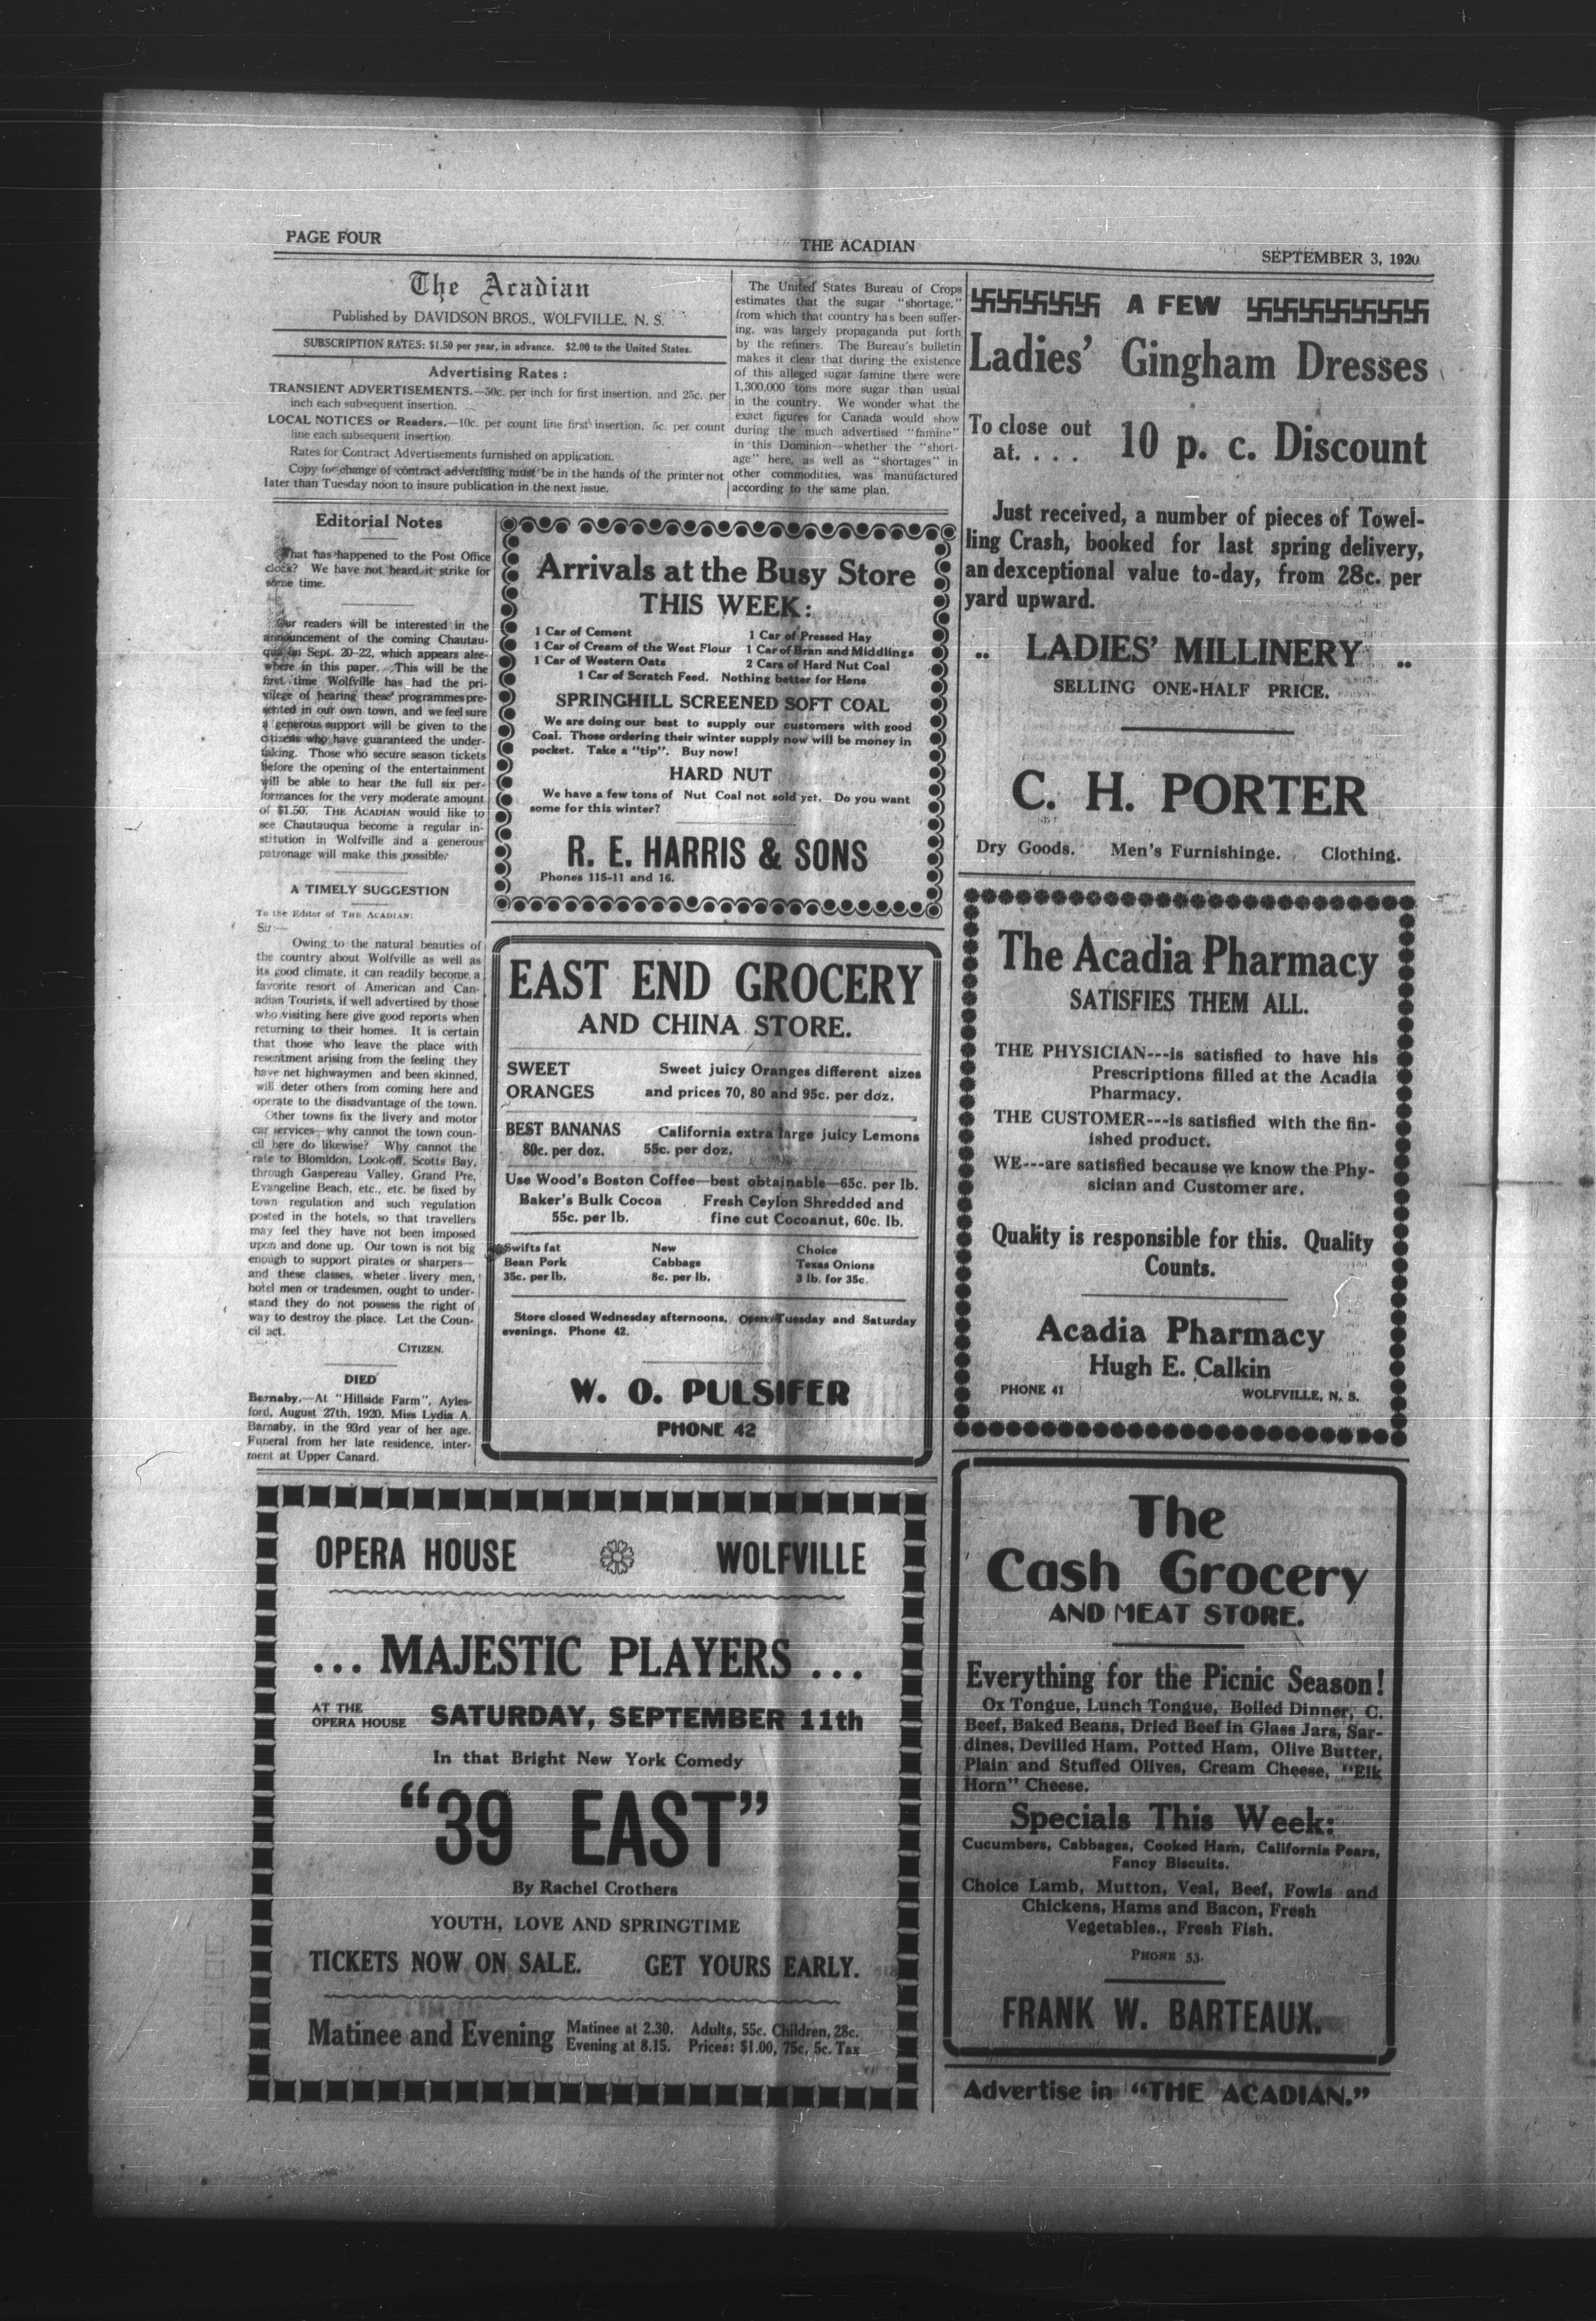 PAGE FOUR
THE ACADIAN
SEPTEMBER 3, 1920
The Acadian
Published by DAVIDSON BROS., WOLFVILLE, N. S.
SUBSCRIPTION RATES: $1.50 per year, in advance. $2.00 to the United States.
Advertising Rates :
TRANSIENT ADVERTISEMENTS.—50c. per inch for first insertion, and 25c. per
inch each subsequent insertion.
LOCAL NOTICES or Readers.—10c. per count line first insertion, 5c. per count
line each subsequent insertion
Rates for Contract Advertisements furnished on application.
Copy for change of contract advertising must be in the hands of the printer not
later than Tuesday noon to insure publication in the next issue.
Editorial Notes
What has happened to the Post Office
clock? We have not heard it strike for
some time.
Our readers will be interested in the
announcement of the coming Chautau-
qua on Sept. 20-22, which appears alse-
where in this paper. This will be the
first time Wolfville has had the pri-
vilege of hearing these programmes pre-
sented in our own town, and we feel sure
a generous support will be given to the
citizens who have guaranteed the under-
taking. Those who secure season tickets
before the opening of the entertainment
will be able to hear the full six per-
formances for the very moderate amount
of $1.50. THE ACADIAN would like to
see Chautauqua become a regular in-
stitution in Wolfville and a generous
patronage will make this possible.
A TIMELY SUGGESTION
To the Editor of THE ACADIAN:
Sir:—
Owing to the natural beauties of
the country about Wolfville as well as
its good climate, it can readily become a
favorite resort of American and Can-
adian Tourists, if well advertised by those
who visiting here give good reports when
returning to their homes. It is certain
that those who leave the place with
resentment arising from the feeling they
have net highwaymen and been skinned,
will deter others from coming here and
operate to the disadvantage of the town.
Other towns fix the livery and motor
car services—why cannot the town coun-
cil here do likewise? Why cannot the
rate to Blomidon, Look-off, Scotts Bay,
through Gaspereau Valley, Grand Pre,
Evangeline Beach, etc., etc. be fixed by
town regulation and such regulation
posted in the hotels, so that travellers
may feel they have not been imposed
upon and done up. Our town is not big
enough to support pirates or sharpers—
and these classes, wheter livery men,
hotel men or tradesmen, ought to under-
stand they do not possess the right of
way to destroy the place. Let the Coun-
cil act.
CITIZEN.
DIED
Barnaby.—At "Hillside Farm", Ayles-
ford, August 27th, 1920, Miss Lydia A.
Barnaby, in the 93rd year of her age.
Funeral from her late residence, inter-
ment at Upper Canard.
The United States Bureau of Crops
estimates that the sugar "shortage,"
from which that country has been suffer-
ing, was largely propaganda put forth
by the refiners. The Bureau's bulletin
makes it clear that during the existence
of this alleged sugar famine there were
1,300,000 tons more sugar than usual
in the country. We wonder what the
exact figures for Canada would show
during the much advertised "famine"
in this Dominion—whether the "short-
age" here, as well as "shortages" in
other commodities, was manufactured
according to the same plan.
Arrivals at the Busy Store
THIS WEEK:
1 Car of Cement 1 Car of Pressed Hay
1 Car of Cream of the West Flour 1 Car of Bran and Middlings
1 Car of Western Oats 2 Cars of Hard Nut Coal
1 Car of Scratch Feed. Nothing better for Hens
SPRINGHILL SCREENED SOFT COAL
We are doing our best to supply our customers with good
Coal. Those ordering their winter supply now will be money in
pocket. Take a "tip". Buy now!
HARD NUT
We have a few tons of Nut Coal not sold yet. Do you want
some for this winter?
R. E. HARRIS & SONS
Phones 115-11 and 16.
EAST END GROCERY
AND CHINA STORE.
SWEET ORANGES
Sweet juicy Oranges different sizes
and prices 70, 80 and 95c. per doz.
BEST BANANAS
80c. per doz.
California extra large juicy Lemons
55c. per doz.
Use Wood's Boston Coffee—best obtainable—65c. per lb.
Baker's Bulk Cocoa
55c. per lb.
Fresh Ceylon Shredded and
fine cut Cocoanut, 60c. lb.
Swifts fat
Bean Pork
35c. per lb.
New
Cabbage
8c. per lb.
Choice
Texas Onions
3 lb. for 35c.
Store closed Wednesday afternoons. Open Tuesday and Saturday
evenings. Phone 42.
W. O. PULSIFER
PHONE 42
OPERA HOUSE WOLFVILLE
... MAJESTIC PLAYERS ...
AT THE
OPERA HOUSE
SATURDAY, SEPTEMBER 11th
In that Bright New York Comedy
"39 EAST"
By Rachel Crothers
YOUTH, LOVE AND SPRINGTIME
TICKETS NOW ON SALE. GET YOURS EARLY.
Matinee and Evening
Matinee at 2.30. Adults, 55c. Children, 28c.
Evening at 8.15. Prices: $1.00, 75c, 5c. Tax
A FEW
Ladies' Gingham Dresses
To close out
at. . . .
10 p. c. Discount
Just received, a number of pieces of Towel-
ling Crash, booked for last spring delivery,
an dexceptional value to-day, from 28c. per
yard upward.
.. LADIES' MILLINERY ..
SELLING ONE-HALF PRICE.
C. H. PORTER
Dry Goods. Men's Furnishinge. Clothing.
The Acadia Pharmacy
SATISFIES THEM ALL.
THE PHYSICIAN---is satisfied to have his
Prescriptions filled at the Acadia
Pharmacy.
THE CUSTOMER---is satisfied with the fin-
ished product.
WE---are satisfied because we know the Phy-
sician and Customer are.
Quality is responsible for this. Quality
Counts.
Acadia Pharmacy
Hugh E. Calkin
PHONE 41 WOLFVILLE, N. S.
The
Cash Grocery
AND MEAT STORE.
Everything for the Picnic Season!
Ox Tongue, Lunch Tongue, Boiled Dinner, C.
Beef, Baked Beans, Dried Beef in Glass Jars, Sar-
dines, Devilled Ham, Potted Ham, Olive Butter,
Plain and Stuffed Olives, Cream Cheese, "Elk
Horn" Cheese.
Specials This Week:
Cucumbers, Cabbages, Cooked Ham, California Pears,
Fancy Biscuits.
Choice Lamb, Mutton, Veal, Beef, Fowls and
Chickens, Hams and Bacon, Fresh
Vegetables., Fresh Fish.
PHONE 53.
FRANK W. BARTEAUX.
Advertise in "THE ACADIAN."